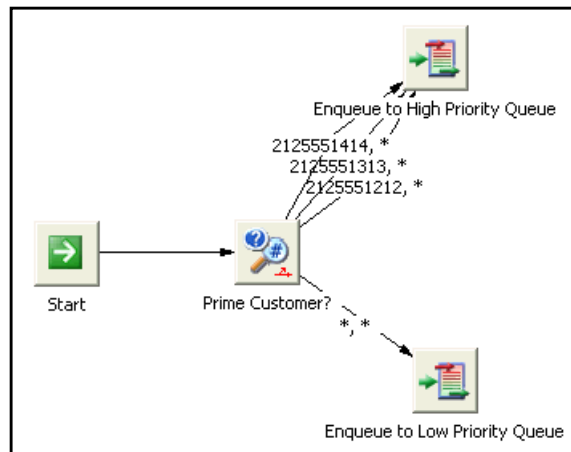 Enqueue to High Priority Queue
2125551414, *
2125551313, *
2125551212, *
Start
Prime Customer?
*, *
Enqueue to Low Priority Queue